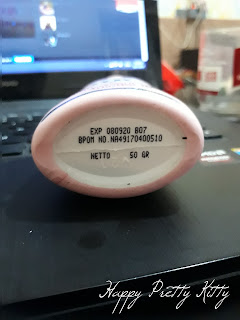 EXP 080920 B07
BPOM NO.NA49170400510
NETTO 50 GR
Happy Pretty Kitty